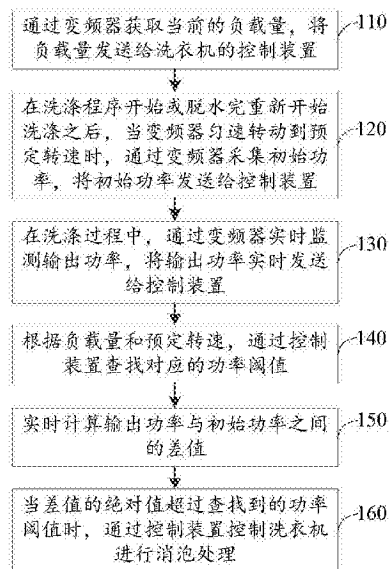 通过变频器获取当前的负载量，将
负载量发送给洗衣机的控制装置
110
在洗涤程序开始或脱水完重新开始
洗涤之后，当变频器匀速转动到预
定转速时，通过变频器采集初始功
率，将初始功率发送给控制装置
120
在洗涤过程中，通过变频器实时监
测输出功率，将输出功率实时发送
给控制装置
130
根据负载量和预定转速，通过控制
装置查找对应的功率阈值
140
实时计算输出功率与初始功率之间
的差值
150
当差值的绝对值超过查找到的功率
阈值时，通过控制装置控制洗衣机
进行消泡处理
160